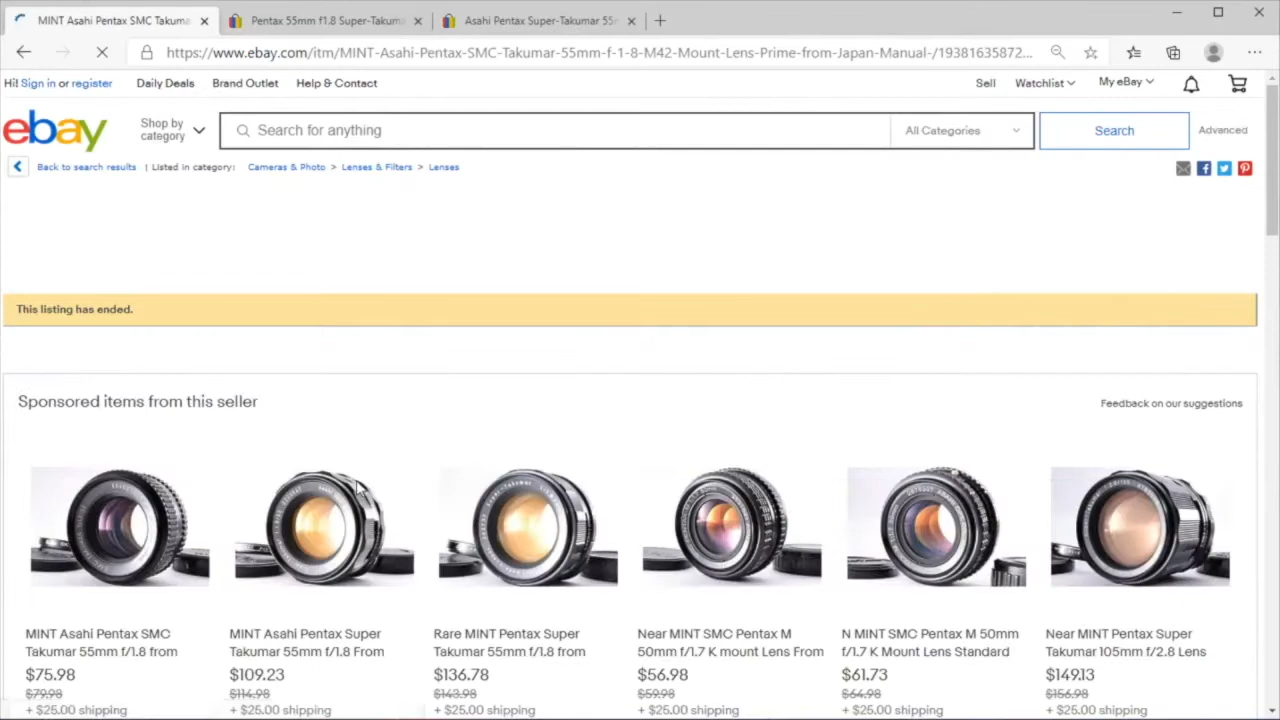 MINT Asahi Pentax SMC Takuma
Pentax 55mm f1.8 Super-Takuma
Asahi Pentax Super-Takumar 55
https://www.ebay.com/itm/MINT-Asahi-Pentax-SMC-Takumar-55mm-f-1-8-M42-Mount-Lens-Prime-from-Japan-Manual-/19381635872...
Hi! Sign in or register
Daily Deals
Brand Outlet
Help & Contact
Sell
Watchlist
My eBay
ebay
Shop by
category
Search for anything
All Categories
Search
Advanced
Back to search results | Listed in category: Cameras & Photo > Lenses & Filters > Lenses
This listing has ended.
Sponsored items from this seller
Feedback on our suggestions
MINT Asahi Pentax SMC
Takumar 55mm f/1.8 from
$75.98
$79.98
+ $25.00 shipping
MINT Asahi Pentax Super
Takumar 55mm f/1.8 From
$109.23
$114.98
+ $25.00 shipping
Rare MINT Pentax Super
Takumar 55mm f/1.8 from
$136.78
$143.98
+ $25.00 shipping
Near MINT SMC Pentax M
50mm f/1.7 K mount Lens From
$56.98
$59.98
+ $25.00 shipping
N MINT SMC Pentax M 50mm
f/1.7 K Mount Lens Standard
$61.73
$64.98
+ $25.00 shipping
Near MINT Pentax Super
Takumar 105mm f/2.8 Lens
$149.13
$156.98
+ $25.00 shipping